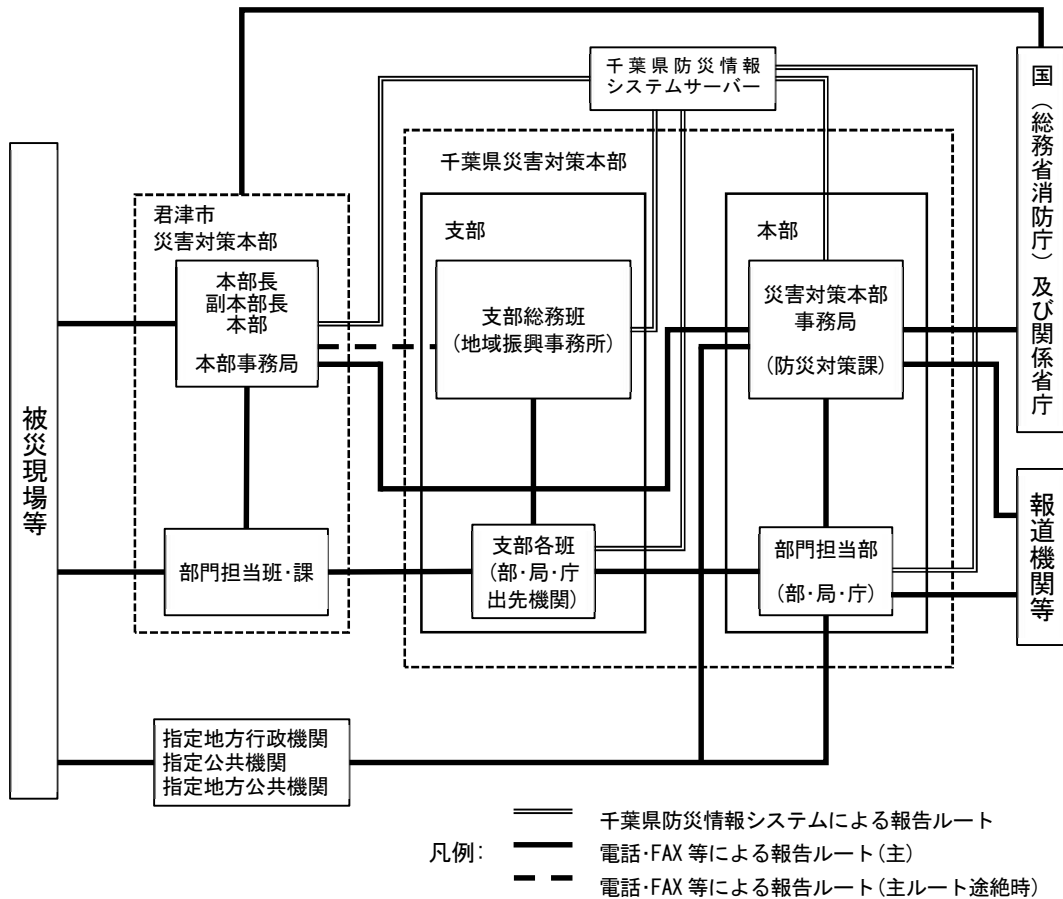 千葉県防災情報
システムサーバー
国（総務省消防庁）及び関係省庁
千葉県災害対策本部
君津市
災害対策本部
支部
本部
本部長
副本部長
本部
本部事務局
支部総務班
(地域振興事務所)
災害対策本部
事務局
(防災対策課)
被災現場等
報道機関等
部門担当班・課
支部各班
(部・局・庁
出先機関)
部門担当部
(部・局・庁)
指定地方行政機関
指定公共機関
指定地方公共機関
凡例:
千葉県防災情報システムによる報告ルート
電話・FAX 等による報告ルート(主)
電話・FAX 等による報告ルート(主ルート途絶時)